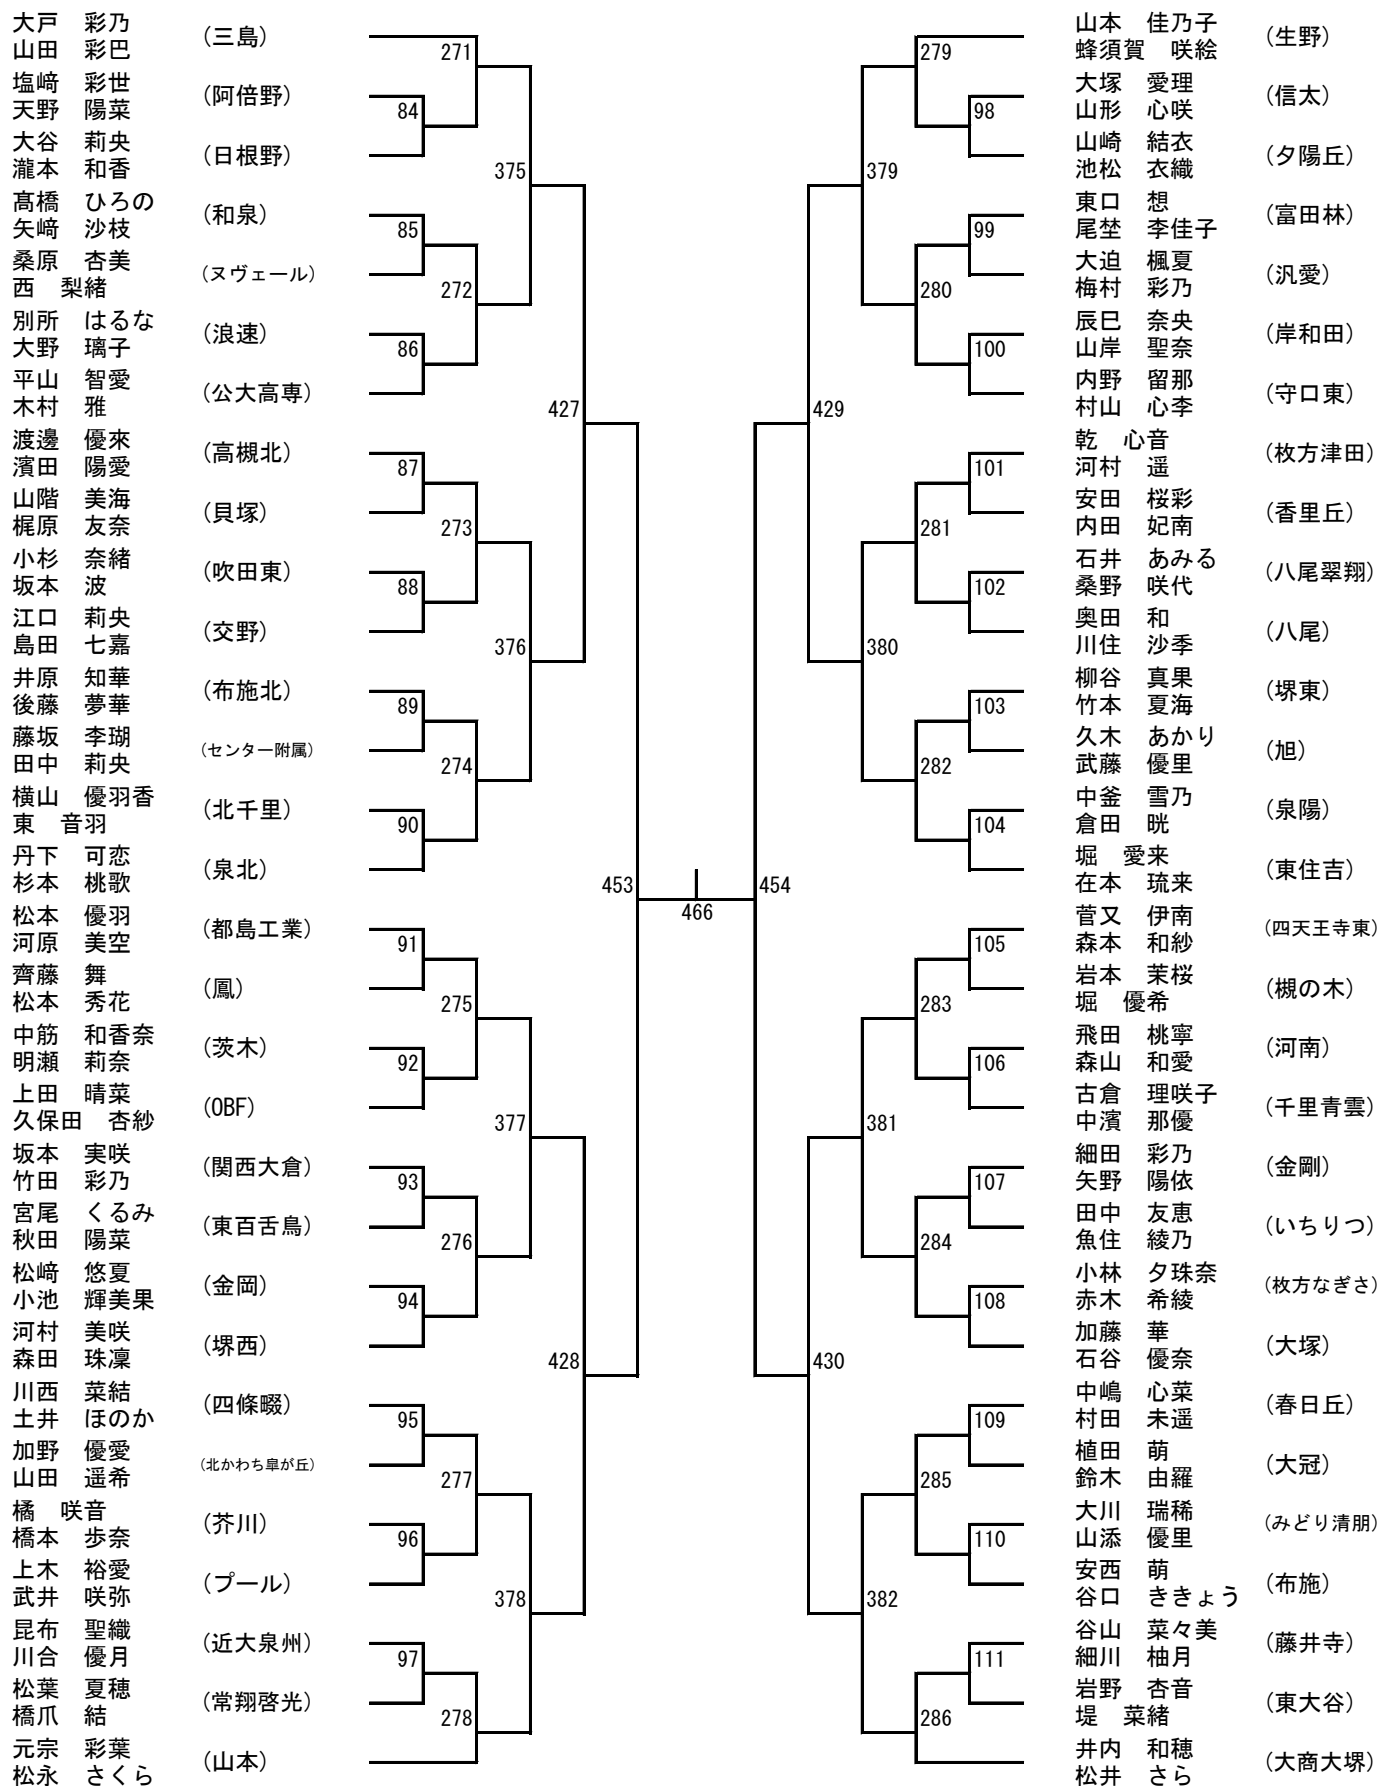 大戸 彩乃
山田 彩巴
(三島)
塩﨑 彩世
天野 陽菜
(阿倍野)
大谷 莉央
瀧本 和香
(日根野)
髙橋 ひろの
矢﨑 沙枝
(和泉)
桑原 杏美
西 梨緒
(ヌヴェール)
別所 はるな
大野 璃子
(浪速)
平山 智愛
木村 雅
(公大高専)
渡邊 優來
濱田 陽愛
(高槻北)
山階 美海
梶原 友奈
(貝塚)
小杉 奈緒
坂本 波
(吹田東)
江口 莉央
島田 七嘉
(交野)
井原 知華
後藤 夢華
(布施北)
藤坂 李瑚
田中 莉央
(センター附属)
横山 優羽香
東 音羽
(北千里)
丹下 可恋
杉本 桃歌
(泉北)
松本 優羽
河原 美空
(都島工業)
齊藤 舞
松本 秀花
(鳳)
中筋 和香奈
明瀬 莉奈
(茨木)
上田 晴菜
久保田 杏紗
(OBF)
坂本 実咲
竹田 彩乃
(関西大倉)
宮尾 くるみ
秋田 陽菜
(東百舌鳥)
松﨑 悠夏
小池 輝美果
(金岡)
河村 美咲
森田 珠凜
(堺西)
川西 菜結
土井 ほのか
(四條畷)
加野 優愛
山田 遥希
(北かわち皐が丘)
橘 咲音
橋本 歩奈
(芥川)
上木 裕愛
武井 咲弥
(プール)
昆布 聖織
川合 優月
(近大泉州)
松葉 夏穂
橋爪 結
(常翔啓光)
元宗 彩葉
松永 さくら
(山本)
271
84
375
85
272
86
427
87
273
88
376
89
274
90
453
91
275
92
377
93
276
94
428
95
277
96
378
97
278
466
279
98
379
99
280
100
429
101
281
102
380
103
282
104
454
105
283
106
381
107
284
108
430
109
285
110
382
111
286
山本 佳乃子
蜂須賀 咲絵
(生野)
大塚 愛理
山形 心咲
(信太)
山崎 結衣
池松 衣織
(夕陽丘)
東口 想
尾埜 李佳子
(富田林)
大迫 楓夏
梅村 彩乃
(汎愛)
辰巳 奈央
山岸 聖奈
(岸和田)
内野 留那
村山 心李
(守口東)
乾 心音
河村 遥
(枚方津田)
安田 桜彩
内田 妃南
(香里丘)
石井 あみる
桑野 咲代
(八尾翠翔)
奥田 和
川住 沙季
(八尾)
柳谷 真果
竹本 夏海
(堺東)
久木 あかり
武藤 優里
(旭)
中釜 雪乃
倉田 晄
(泉陽)
堀 愛来
在本 琉来
(東住吉)
菅又 伊南
森本 和紗
(四天王寺東)
岩本 茉桜
堀 優希
(槻の木)
飛田 桃寧
森山 和愛
(河南)
古倉 理咲子
中濱 那優
(千里青雲)
細田 彩乃
矢野 陽依
(金剛)
田中 友恵
魚住 綾乃
(いちりつ)
小林 夕珠奈
赤木 希綾
(枚方なぎさ)
加藤 華
石谷 優奈
(大塚)
中嶋 心菜
村田 未遥
(春日丘)
植田 萌
鈴木 由羅
(大冠)
大川 瑞稀
山添 優里
(みどり清朋)
安西 萌
谷口 ききょう
(布施)
谷山 菜々美
細川 柚月
(藤井寺)
岩野 杏音
堤 菜緒
(東大谷)
井内 和穂
松井 さら
(大商大堺)